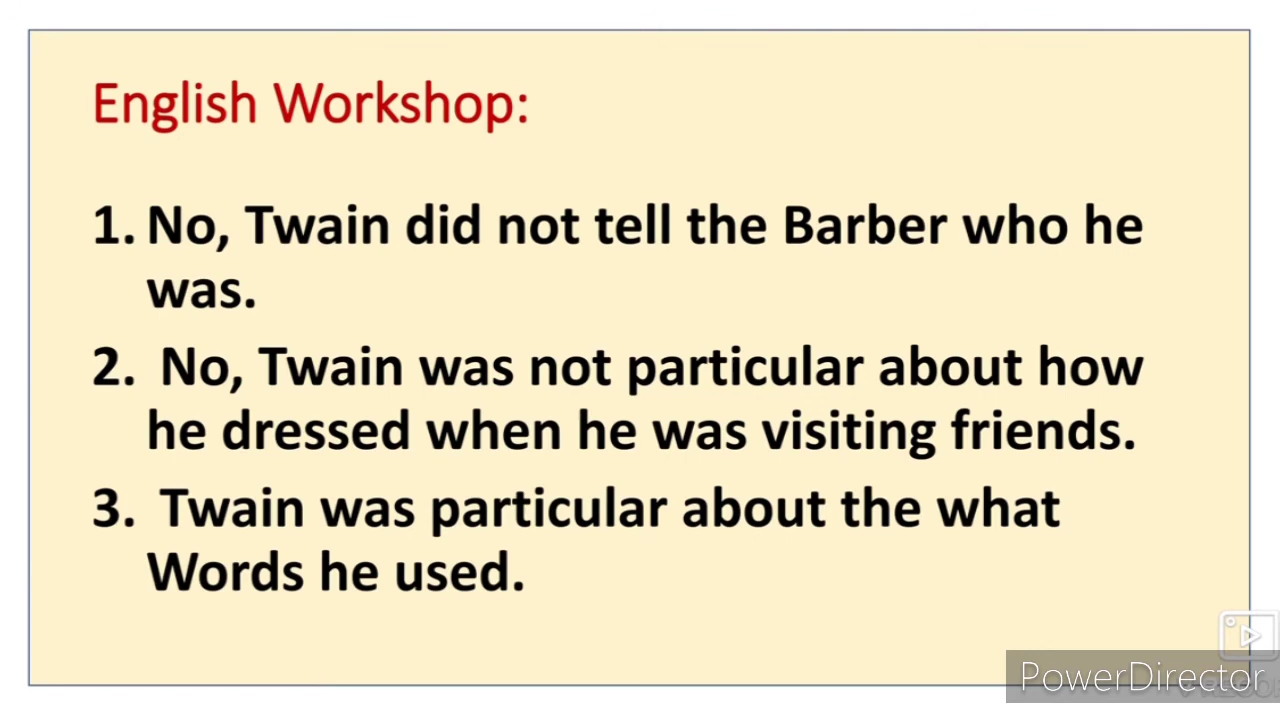 English Workshop:
1. No, Twain did not tell the Barber who he
was.
2. No, Twain was not particular about how
he dressed when he was visiting friends.
3. Twain was particular about the what
Words he used.
PowerDirector